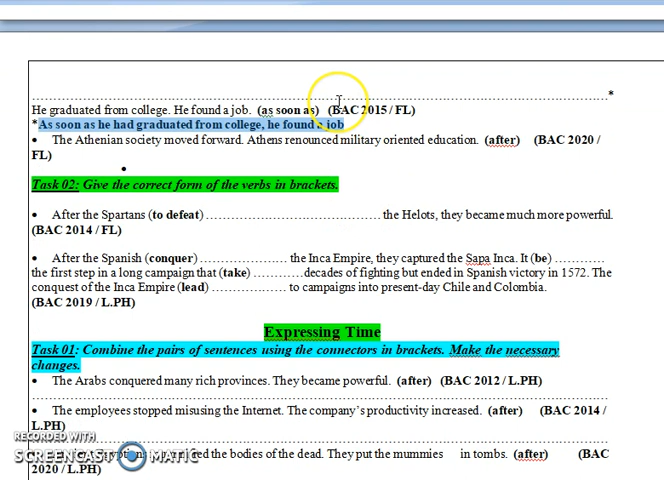 ……………………………………………………………………………………………………*
He graduated from college. He found a job. (as soon as) (BAC 2015 / FL)
*As soon as he had graduated from college, he found a job
• The Athenian society moved forward. Athens renounced military oriented education. (after) (BAC 2020 /
FL)
•
Task 02: Give the correct form of the verbs in brackets.
• After the Spartans (to defeat) ……………………………… the Helots, they became much more powerful.
(BAC 2014 / FL)
• After the Spanish (conquer) ……………… the Inca Empire, they captured the Sapa Inca. It (be) …………
the first step in a long campaign that (take) …………decades of fighting but ended in Spanish victory in 1572. The
conquest of the Inca Empire (lead) ……………… to campaigns into present-day Chile and Colombia.
(BAC 2019 / L.PH)
Expressing Time
Task 01: Combine the pairs of sentences using the connectors in brackets. Make the necessary
changes.
• The Arabs conquered many rich provinces. They became powerful. (after) (BAC 2012 / L.PH)
……………………………………………………………………………………………………
• The employees stopped misusing the Internet. The company's productivity increased. (after) (BAC 2014 /
L.PH)
……………………………………………………………………………………………………
the bodies of the dead. They put the mummies in tombs. (after) (BAC
2020 / L.PH)
RECORDED WITH
SCREENCAST MATIC